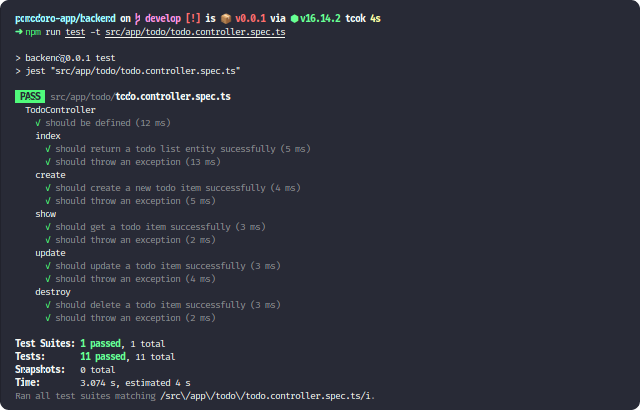 pomodoro-app/backend on develop [!] is 📦 v0.0.1 via v16.14.2 took 4s
➜ npm run test -t src/app/todo/todo.controller.spec.ts
> backend@0.0.1 test
> jest "src/app/todo/todo.controller.spec.ts"
PASS src/app/todo/todo.controller.spec.ts
TodoController
√ should be defined (12 ms)
index
√ should return a todo list entity sucessfully (5 ms)
√ should throw an exception (13 ms)
create
√ should create a new todo item successfully (4 ms)
√ should throw an exception (5 ms)
show
√ should get a todo item successfully (3 ms)
√ should throw an exception (2 ms)
update
√ should update a todo item successfully (3 ms)
√ should throw an exception (4 ms)
destroy
√ should delete a todo item successfully (3 ms)
√ should throw an exception (2 ms)
Test Suites: 1 passed, 1 total
Tests: 11 passed, 11 total
Snapshots: 0 total
Time: 3.074 s, estimated 4 s
Ran all test suites matching /src\/app\/todo\/todo.controller.spec.ts/i.